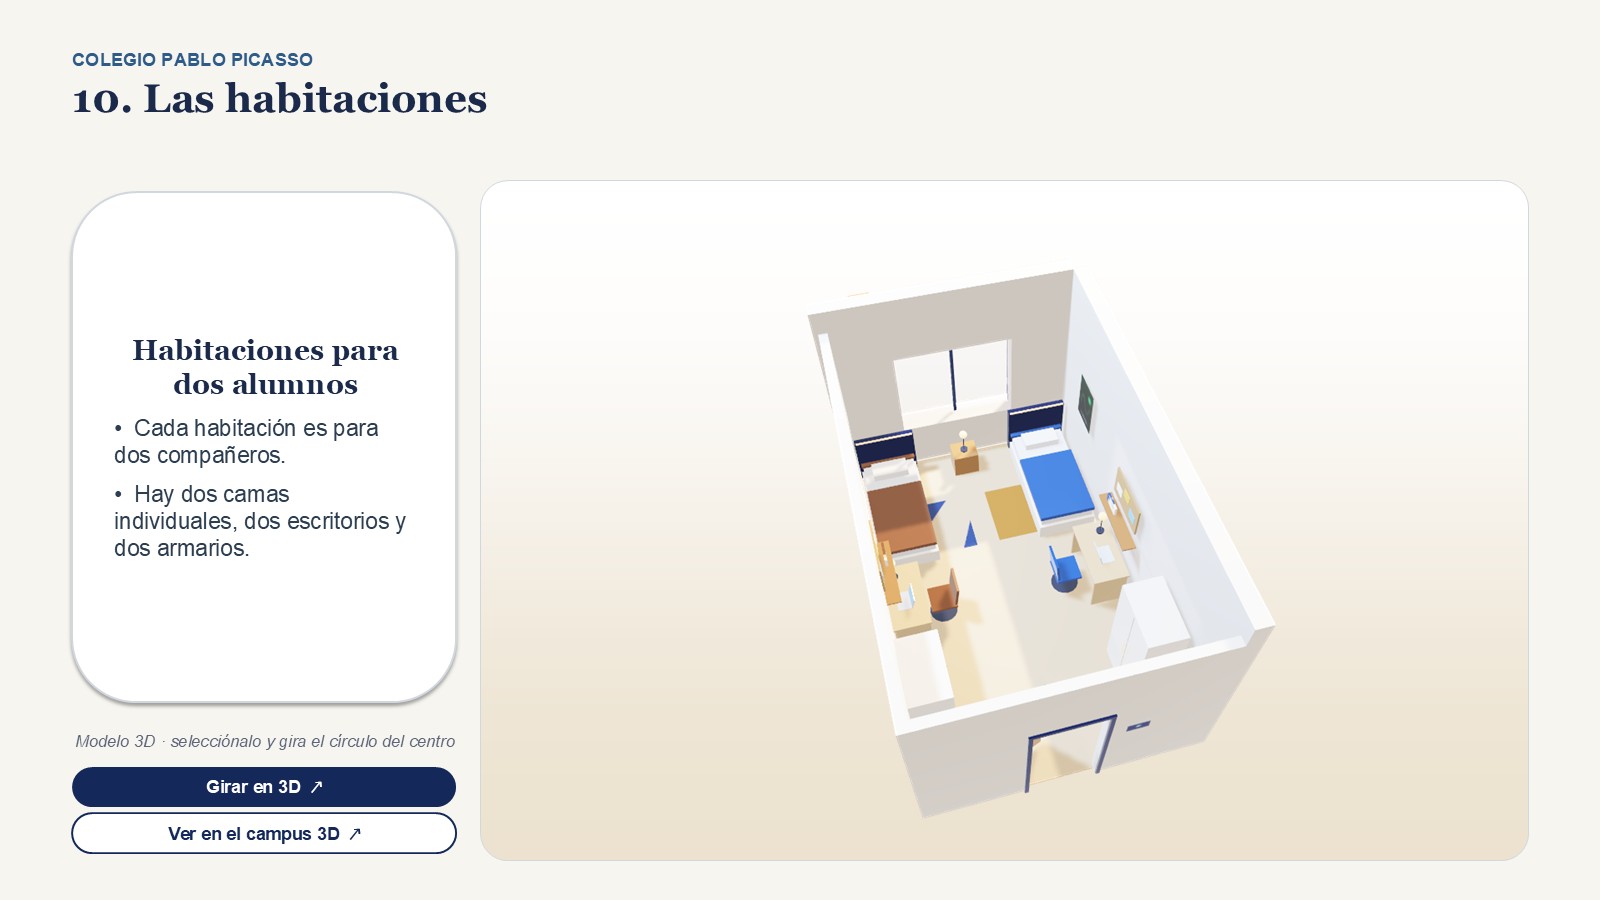 COLEGIO PABLO PICASSO
10. Las habitaciones
Habitaciones para
dos alumnos
• Cada habitación es para
dos compañeros.
• Hay dos camas
individuales, dos escritorios y
dos armarios.
Modelo 3D · selecciónalo y gira el círculo del centro
Girar en 3D ↗
Ver en el campus 3D ↗